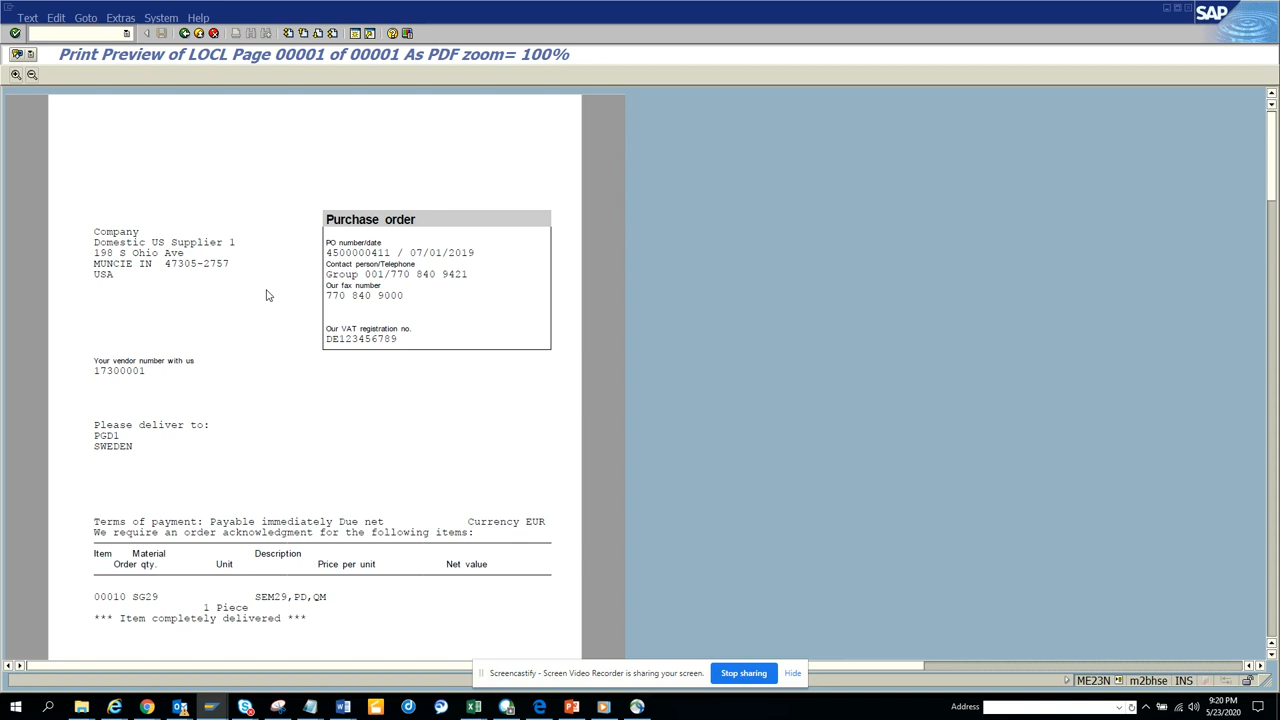 Text Edit Goto Extras System Help
SAP
Print Preview of LOCL Page 00001 of 00001 As PDF zoom= 100%
Purchase order
Company
Domestic US Supplier 1
198 S Ohio Ave
MUNCIE IN 47305-2757
USA
PO number/date
4500000411 / 07/01/2019
Contact person/Telephone
Group 001/770 840 9421
Our fax number
770 840 9000
Our VAT registration no.
DE123456789
Your vendor number with us
17300001
Please deliver to:
PGD1
SWEDEN
Terms of payment: Payable immediately Due net Currency EUR
We require an order acknowledgment for the following items:
Item Material Description
Order qty. Unit Price per unit Net value
00010 SG29 SEM29,PD,QM
1 Piece
*** Item completely delivered ***
Screencastify - Screen Video Recorder is sharing your screen. Stop sharing Hide
ME23N m2bhse INS
Address
9:20 PM
5/23/2020